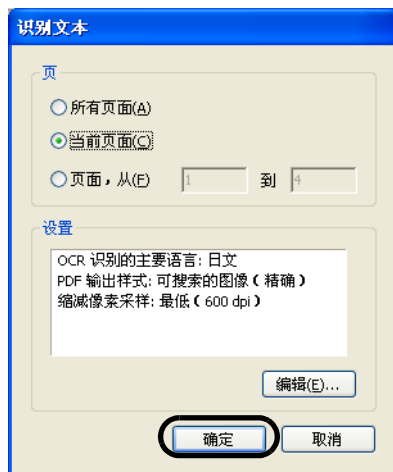 识别文本
页
所有页面(A)
当前页面(C)
页面，从(F) 1 到 4
设置
OCR 识别的主要语言: 日文
PDF 输出样式: 可搜索的图像（精确）
缩减像素采样: 最低（600 dpi）
编辑(E)...
确定 取消